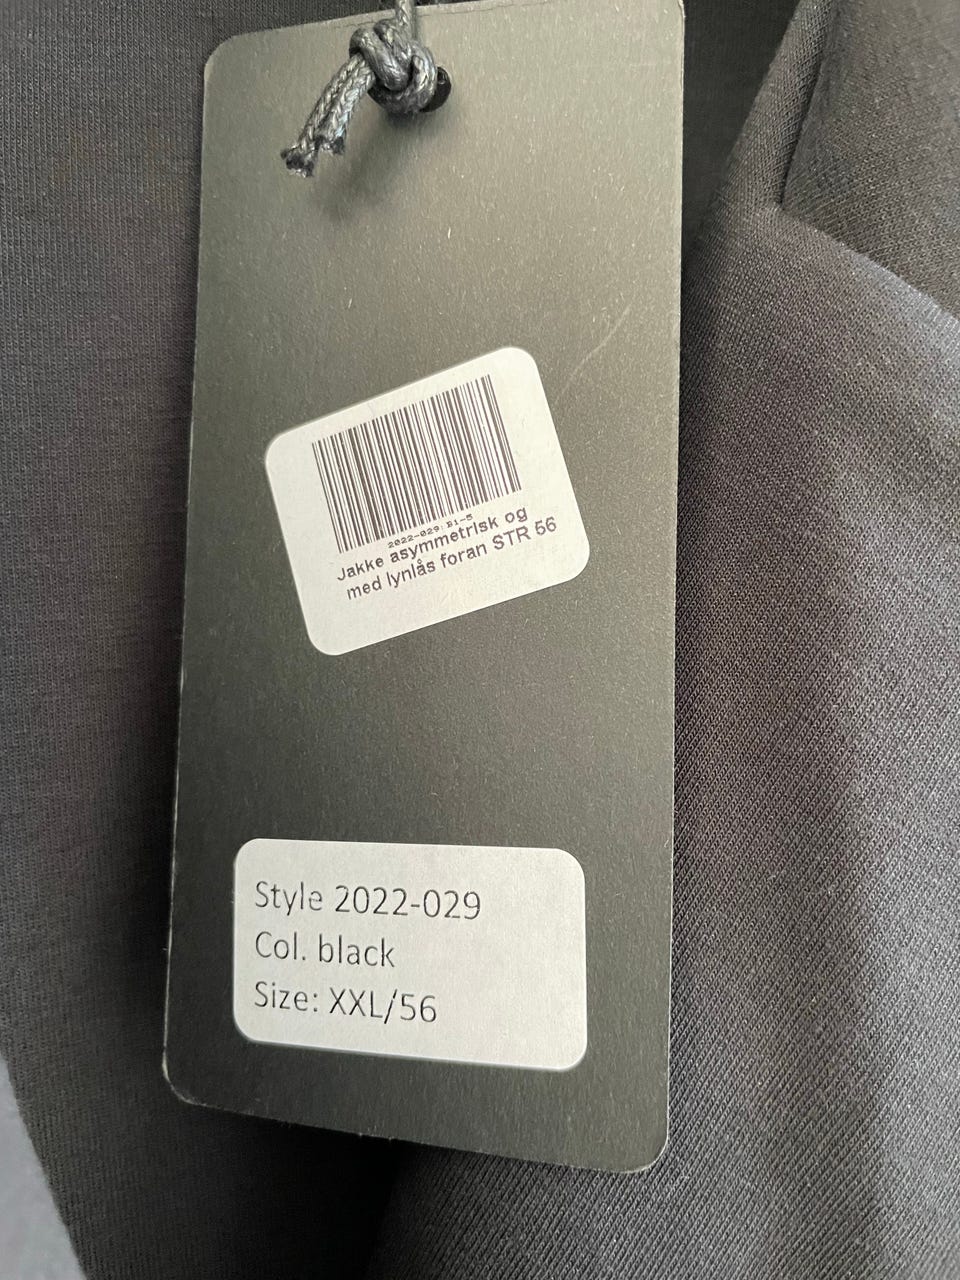 2022-029:B1-5
Jakke asymmetrisk og
med lynlås foran STR 56
Style 2022-029
Col. black
Size: XXL/56